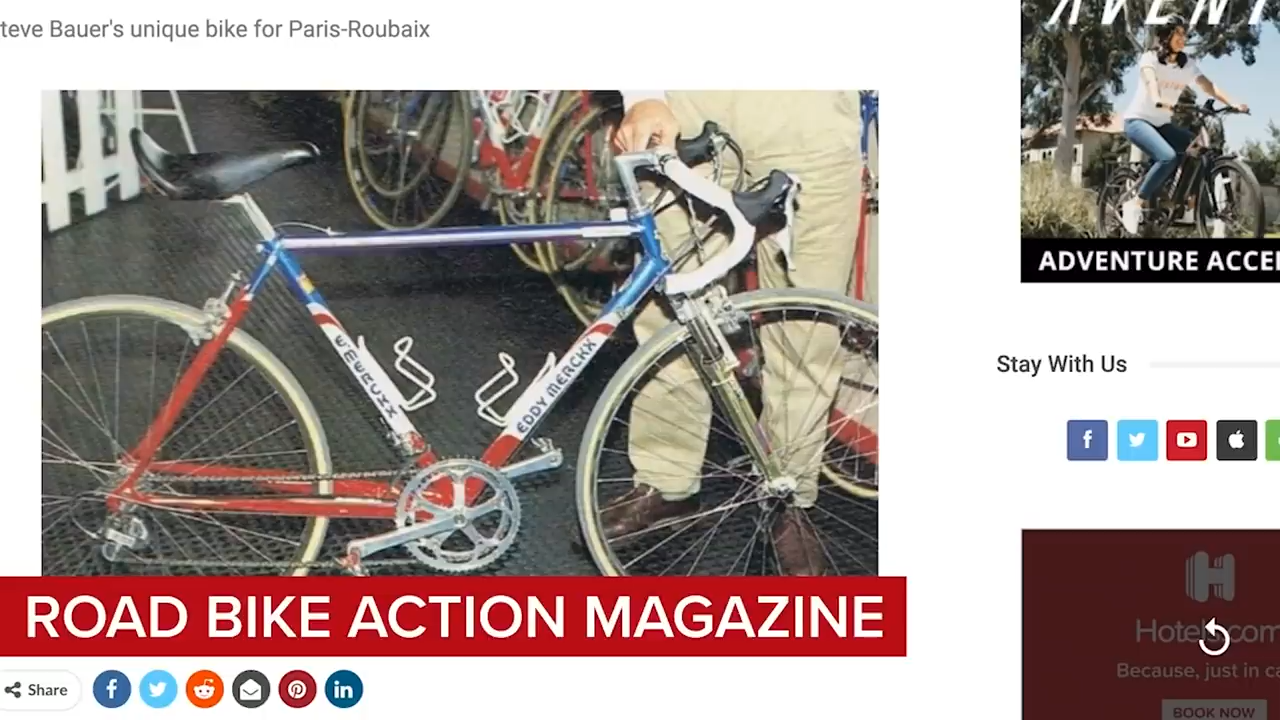 teve Bauer's unique bike for Paris-Roubaix
EMERCKX
EDDY MERCKX
ROAD BIKE ACTION MAGAZINE
Share
ADVENTURE ACCE
Stay With Us
Hotels.com
Because, just in ca
BOOK NOW